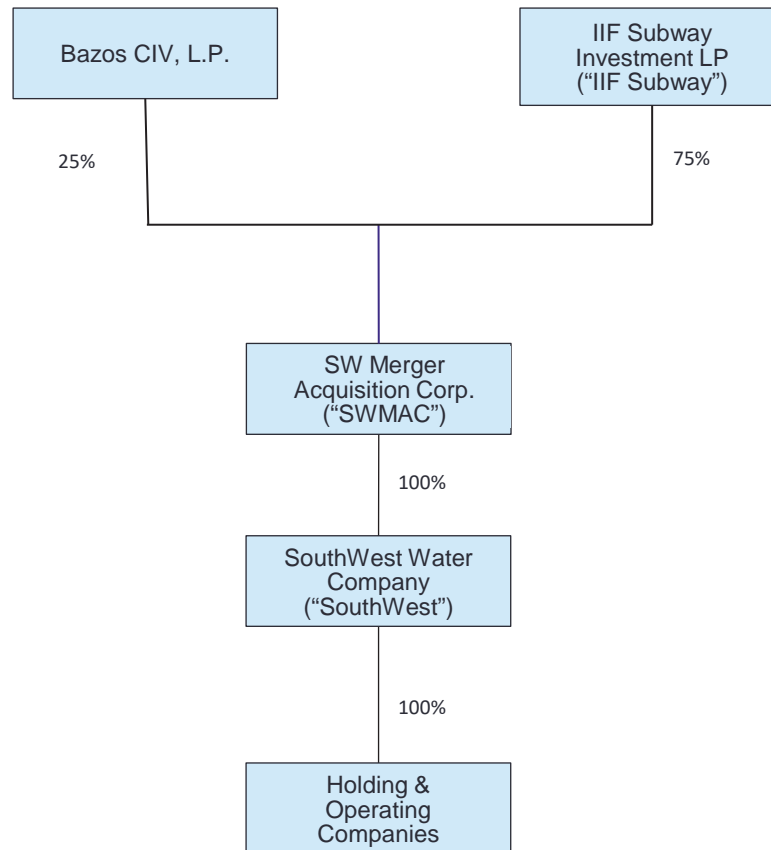 Bazos CIV, L.P.
IIF Subway
Investment LP
(“IIF Subway”)
25%
75%
SW Merger
Acquisition Corp.
(“SWMAC”)
100%
SouthWest Water
Company
(“SouthWest”)
100%
Holding &
Operating
Companies